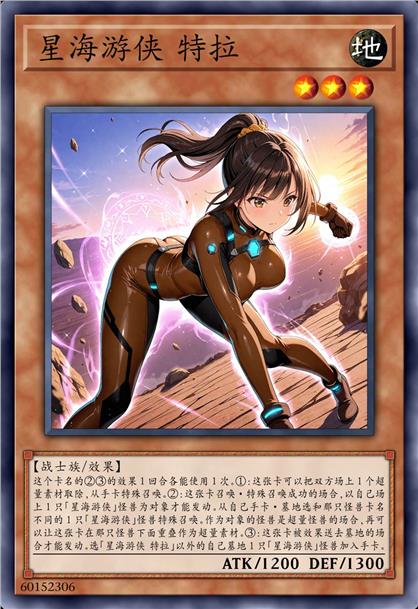 星海游侠 特拉
地
【战士族/效果】
这个卡名的②③的效果1回合各能使用1次。①：这张卡可以把双方场上1个超
量素材取除，从手卡特殊召唤。②：这张卡召唤·特殊召唤成功的场合，以自己场
上1只「星海游侠」怪兽为对象才能发动。从自己手卡·墓地选和那只怪兽卡名
不同的1只「星海游侠」怪兽特殊召唤。作为对象的怪兽是超量怪兽的场合，再可
以让这张卡在那只怪兽下面重叠作为超量素材。③：这张卡被效果送去墓地的场
合才能发动。选「星海游侠 特拉」以外的自己墓地1只「星海游侠」怪兽加入手卡。
ATK/1200 DEF/1300
60152306